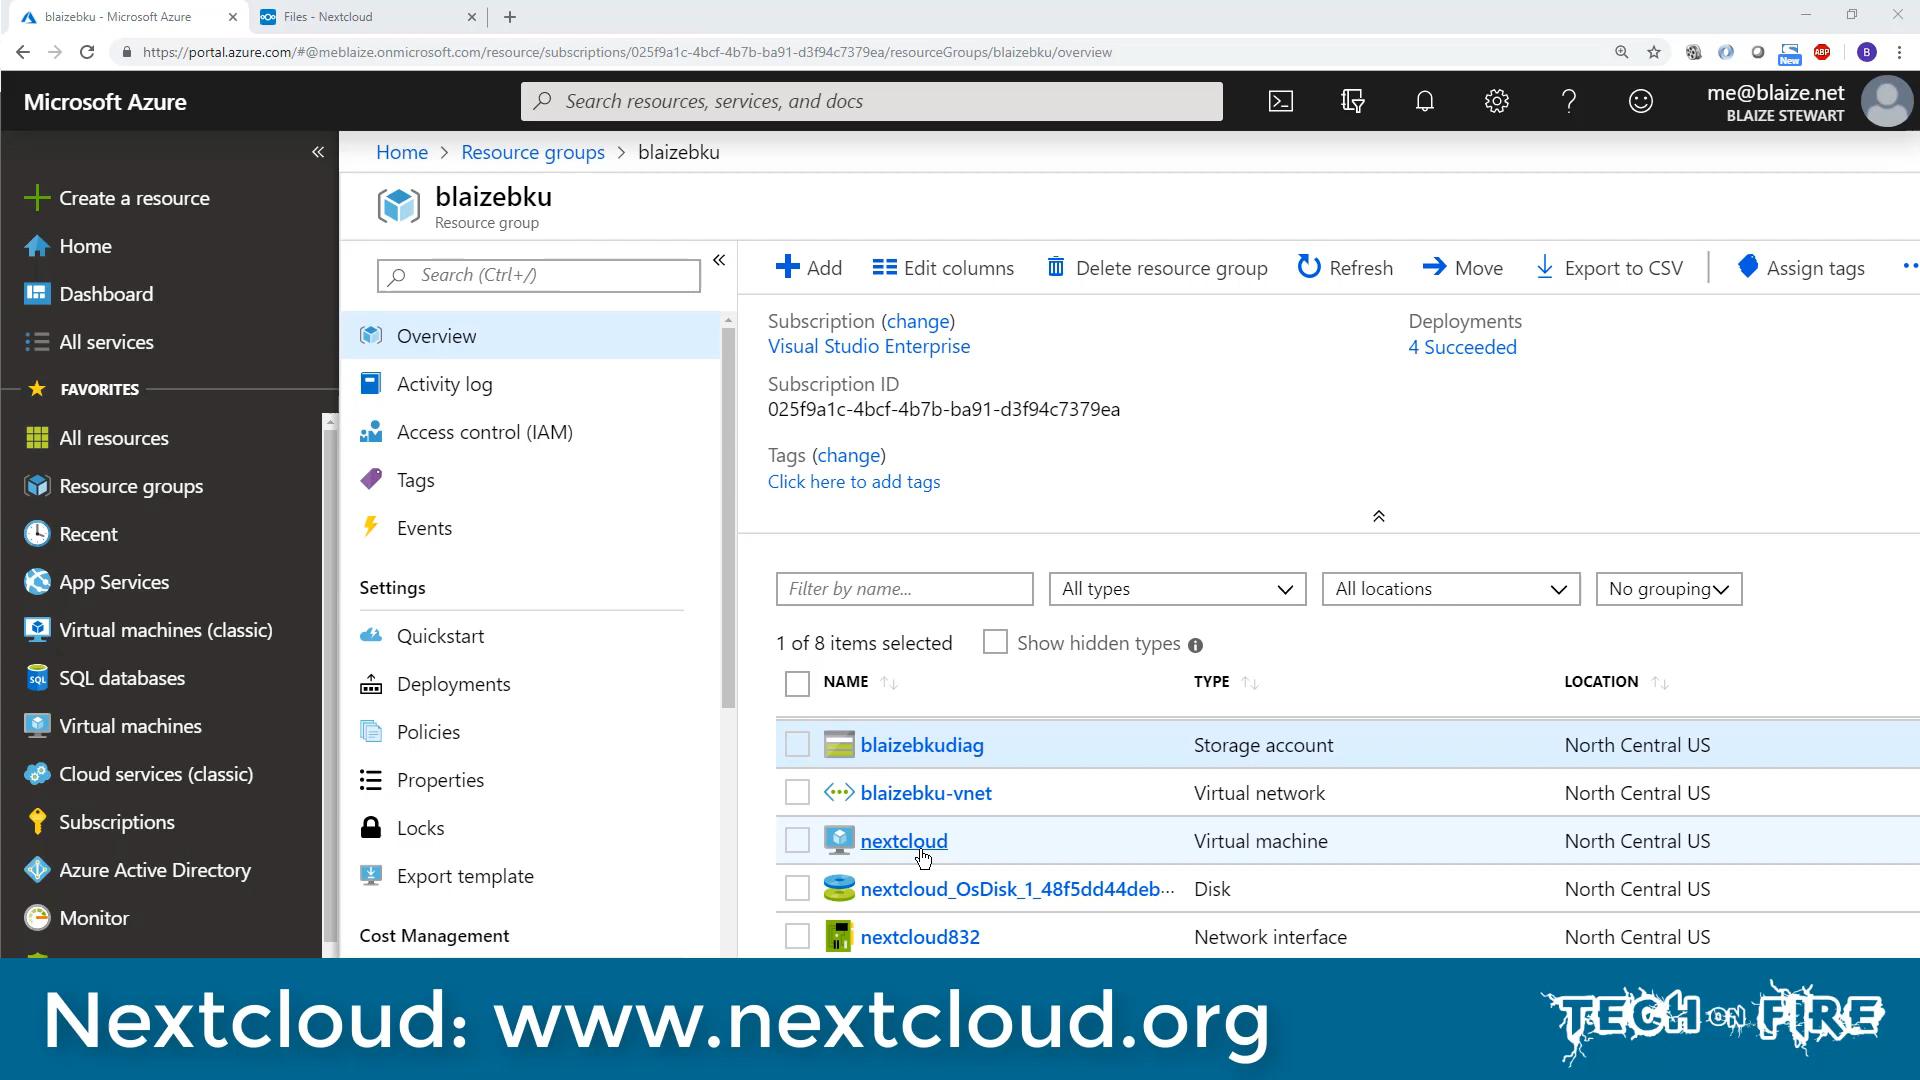 blaizebku - Microsoft Azure
Files - Nextcloud
https://portal.azure.com/#@meblaize.onmicrosoft.com/resource/subscriptions/025f9a1c-4bcf-4b7b-ba91-d3f94c7379ea/resourceGroups/blaizebku/overview
New
ABP
B
Microsoft Azure
Search resources, services, and docs
me@blaize.net
BLAIZE STEWART
Create a resource
Home
Dashboard
All services
FAVORITES
All resources
Resource groups
Recent
App Services
Virtual machines (classic)
SQL databases
SQL
Virtual machines
Cloud services (classic)
Subscriptions
Azure Active Directory
Monitor
Home > Resource groups > blaizebku
blaizebku
Resource group
Search (Ctrl+/)
Overview
Activity log
Access control (IAM)
Tags
Events
Settings
Quickstart
Deployments
Policies
Properties
Locks
Export template
Cost Management
Add
Edit columns
Delete resource group
Refresh
Move
Export to CSV
Assign tags
Subscription (change)
Visual Studio Enterprise
Subscription ID
025f9a1c-4bcf-4b7b-ba91-d3f94c7379ea
Tags (change)
Click here to add tags
Deployments
4 Succeeded
Filter by name...
All types
All locations
No grouping
1 of 8 items selected
Show hidden types
NAME TYPE LOCATION
blaizebkudiag Storage account North Central US
blaizebku-vnet Virtual network North Central US
nextcloud Virtual machine North Central US
nextcloud_OsDisk_1_48f5dd44deb... Disk North Central US
nextcloud832 Network interface North Central US
Nextcloud: www.nextcloud.org
TECH on FIRE